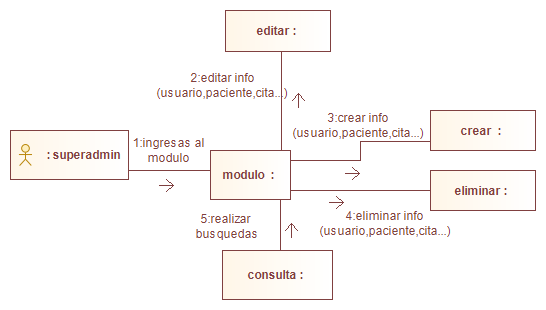 editar :
2:editar info
(usuario,paciente,cita...)
3:crear info
(usuario,paciente,cita...)
crear :
: superadmin
1:ingresas al
modulo
modulo :
eliminar :
4:eliminar info
(usuario,paciente,cita...)
5:realizar
busquedas
consulta :